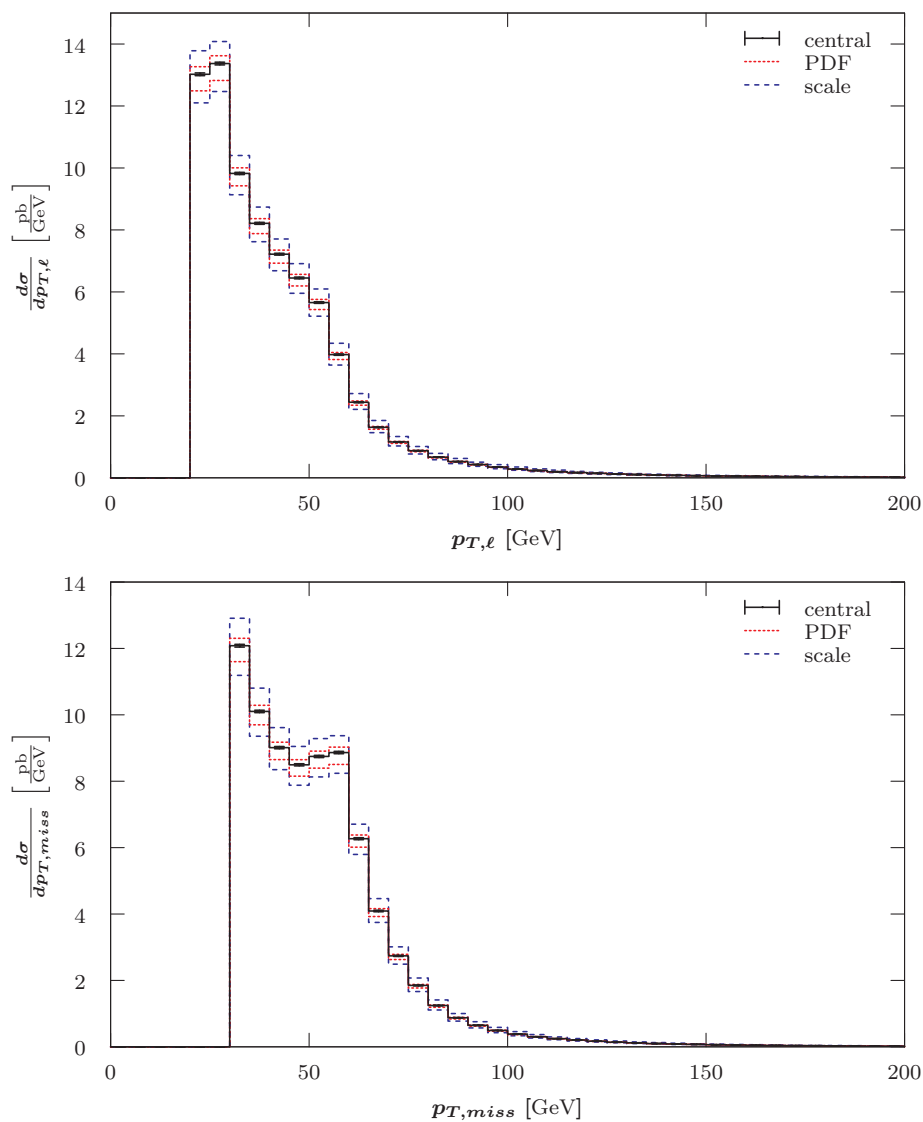 14
12
10
8
6
4
2
0
dσ/dp_{T,ℓ} [pb/GeV]
central
PDF
scale
0 50 100 150 200
p_{T,ℓ} [GeV]
14
12
10
8
6
4
2
0
dσ/dp_{T,miss} [pb/GeV]
central
PDF
scale
0 50 100 150 200
p_{T,miss} [GeV]